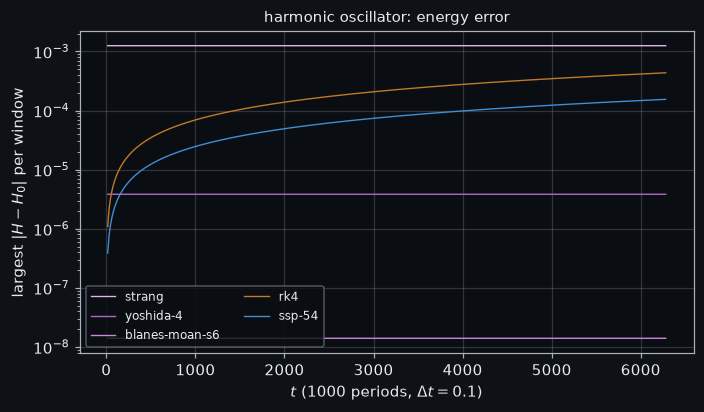 harmonic oscillator: energy error
largest |H − H₀| per window
10⁻³
10⁻⁴
10⁻⁵
10⁻⁶
10⁻⁷
10⁻⁸
strang
yoshida-4
blanes-moan-s6
rk4
ssp-54
0 1000 2000 3000 4000 5000 6000
t (1000 periods, Δt = 0.1)